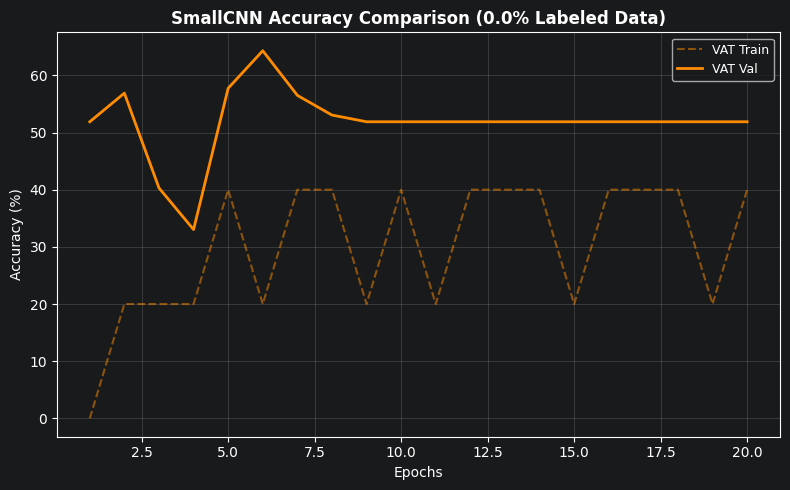 SmallCNN Accuracy Comparison (0.0% Labeled Data)
VAT Train
VAT Val
Accuracy (%)
60
50
40
30
20
10
0
2.5 5.0 7.5 10.0 12.5 15.0 17.5 20.0
Epochs